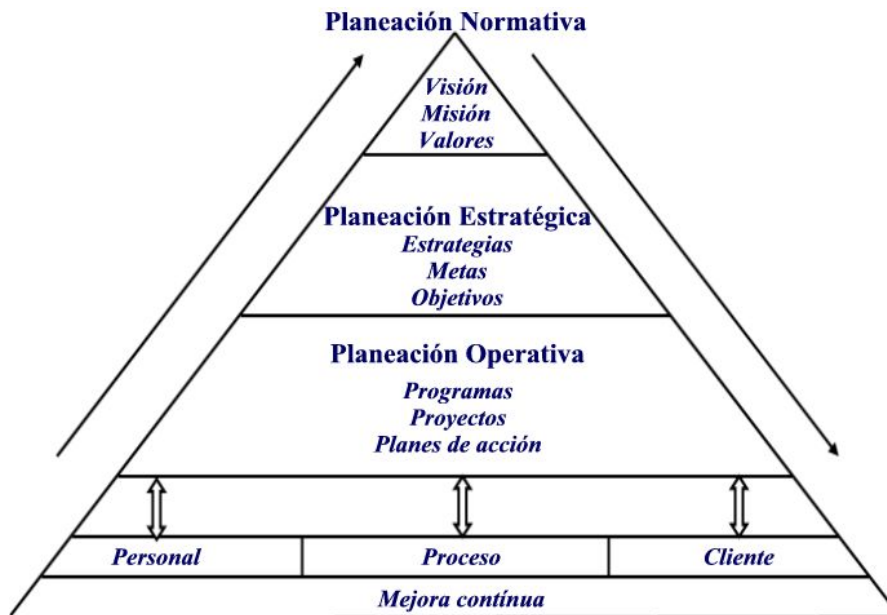 Planeación Normativa
Visión
Misión
Valores
Planeación Estratégica
Estrategias
Metas
Objetivos
Planeación Operativa
Programas
Proyectos
Planes de acción
Personal
Proceso
Cliente
Mejora contínua